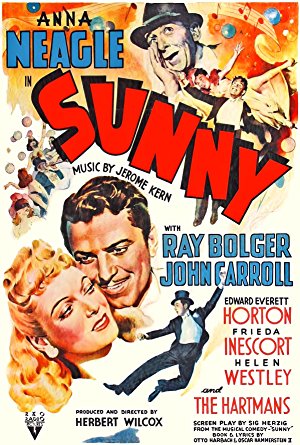 ANNA
NEAGLE
IN
SUNNY
MUSIC BY JEROME KERN
WITH
RAY BOLGER
JOHN CARROLL
EDWARD EVERETT
HORTON
FRIEDA
INESCORT
HELEN
WESTLEY
and
THE HARTMANS
PRODUCED AND DIRECTED BY
HERBERT WILCOX
SCREEN PLAY BY SIG HERZIG
FROM THE MUSICAL COMEDY "SUNNY"
BOOK & LYRICS BY
OTTO HARBACH & OSCAR HAMMERSTEIN
RKO
RADIO